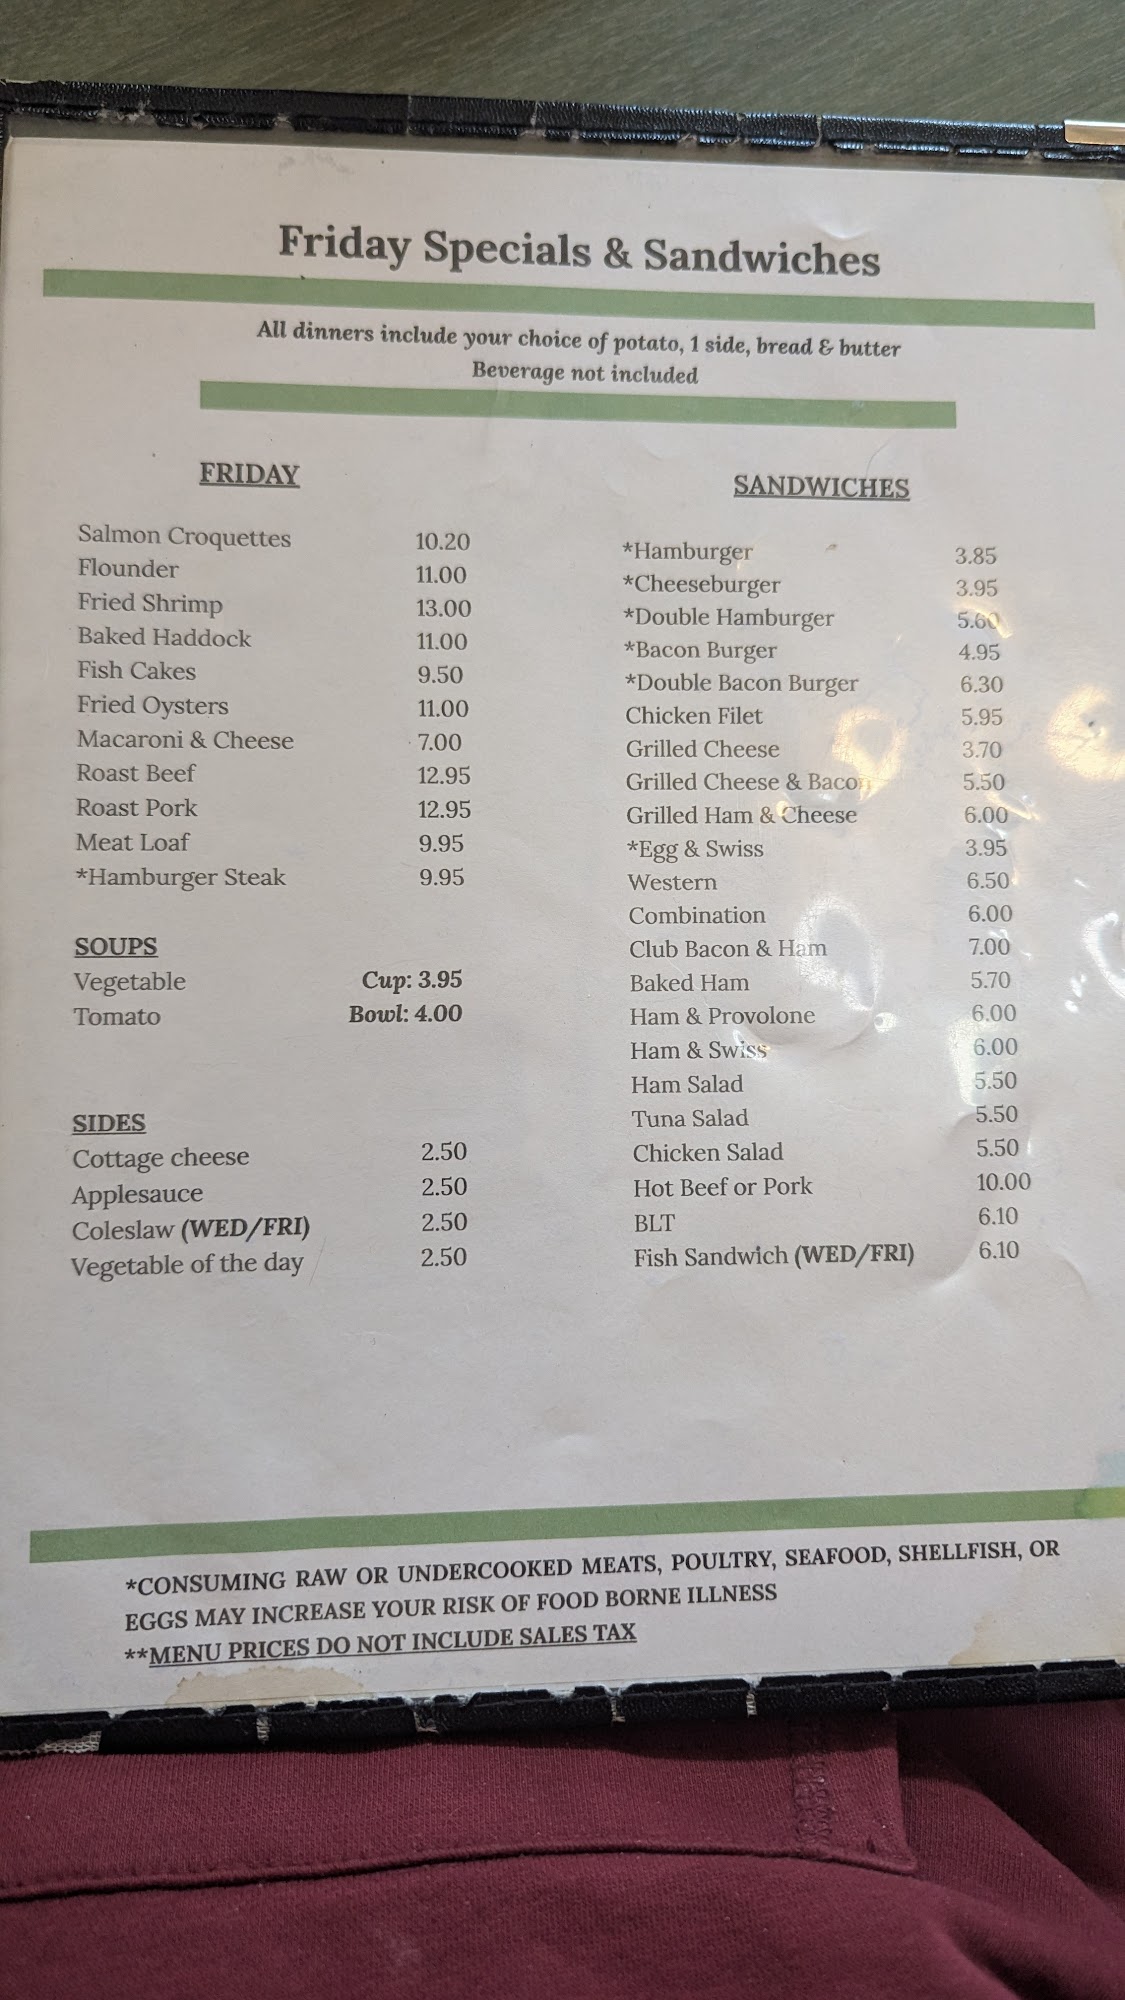 Friday Specials & Sandwiches
All dinners include your choice of potato, 1 side, bread & butter
Beverage not included
FRIDAY
Salmon Croquettes 10.20
Flounder 11.00
Fried Shrimp 13.00
Baked Haddock 11.00
Fish Cakes 9.50
Fried Oysters 11.00
Macaroni & Cheese 7.00
Roast Beef 12.95
Roast Pork 12.95
Meat Loaf 9.95
*Hamburger Steak 9.95
SOUPS
Vegetable Cup: 3.95
Tomato Bowl: 4.00
SIDES
Cottage cheese 2.50
Applesauce 2.50
Coleslaw (WED/FRI) 2.50
Vegetable of the day 2.50
SANDWICHES
*Hamburger 3.85
*Cheeseburger 3.95
*Double Hamburger 5.60
*Bacon Burger 4.95
*Double Bacon Burger 6.30
Chicken Filet 5.95
Grilled Cheese 3.70
Grilled Cheese & Bacon 5.50
Grilled Ham & Cheese 6.00
*Egg & Swiss 3.95
Western 6.50
Combination 6.00
Club Bacon & Ham 7.00
Baked Ham 5.70
Ham & Provolone 6.00
Ham & Swiss 6.00
Ham Salad 5.50
Tuna Salad 5.50
Chicken Salad 5.50
Hot Beef or Pork 10.00
BLT 6.10
Fish Sandwich (WED/FRI) 6.10
*CONSUMING RAW OR UNDERCOOKED MEATS, POULTRY, SEAFOOD, SHELLFISH, OR
EGGS MAY INCREASE YOUR RISK OF FOOD BORNE ILLNESS
**MENU PRICES DO NOT INCLUDE SALES TAX